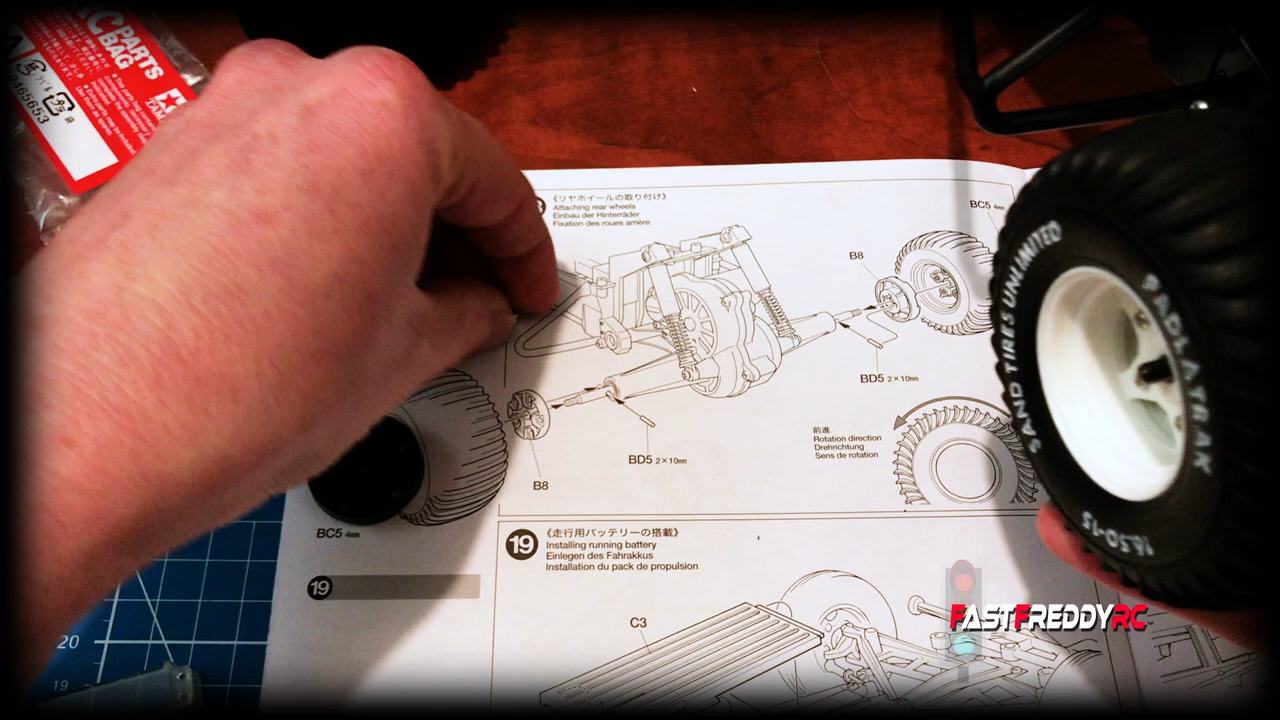 RC PARTS
BAG
TAMIYA
9465653
《リヤホイールの取り付け》
Attaching rear wheels
Einbau der Hinterräder
Fixation des roues arrière
BC5 4mm
B8
BD5 2×10mm
前進
Rotation direction
Drehrichtung
Sens de rotation
BD5 2×10mm
B8
BC5 4mm
19
《走行用バッテリーの搭載》
Installing running battery
Einlegen des Fahrakkus
Installation du pack de propulsion
19
C3
SAND TIRES UNLIMITED
PADLA TRAK
16.50-15
20
19
FASTFREDDYRC